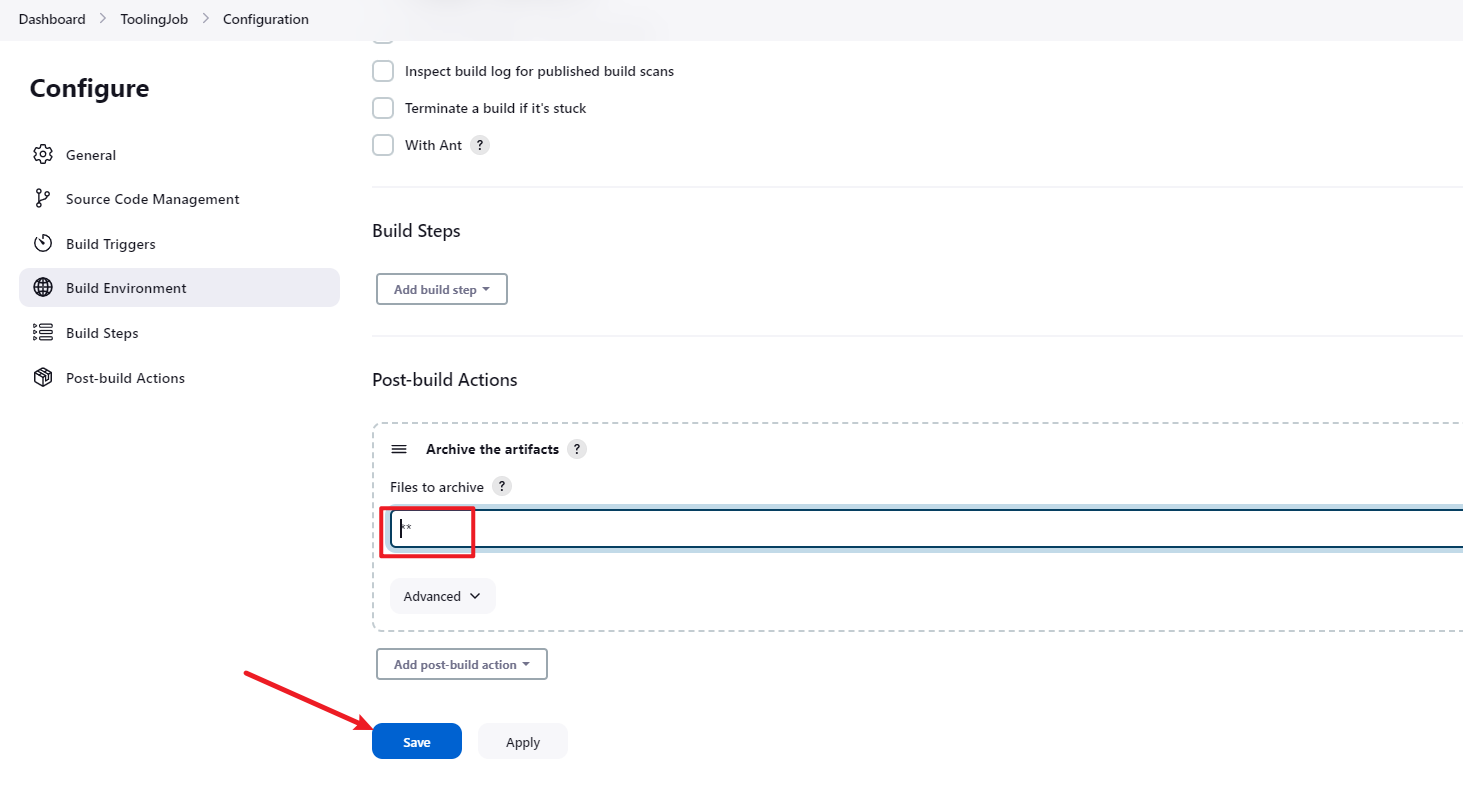 Dashboard > ToolingJob > Configuration
Configure
General
Source Code Management
Build Triggers
Build Environment
Build Steps
Post-build Actions
Inspect build log for published build scans
Terminate a build if it's stuck
With Ant ?
Build Steps
Add build step
Post-build Actions
Archive the artifacts ?
Files to archive ?
**
Advanced
Add post-build action
Save Apply